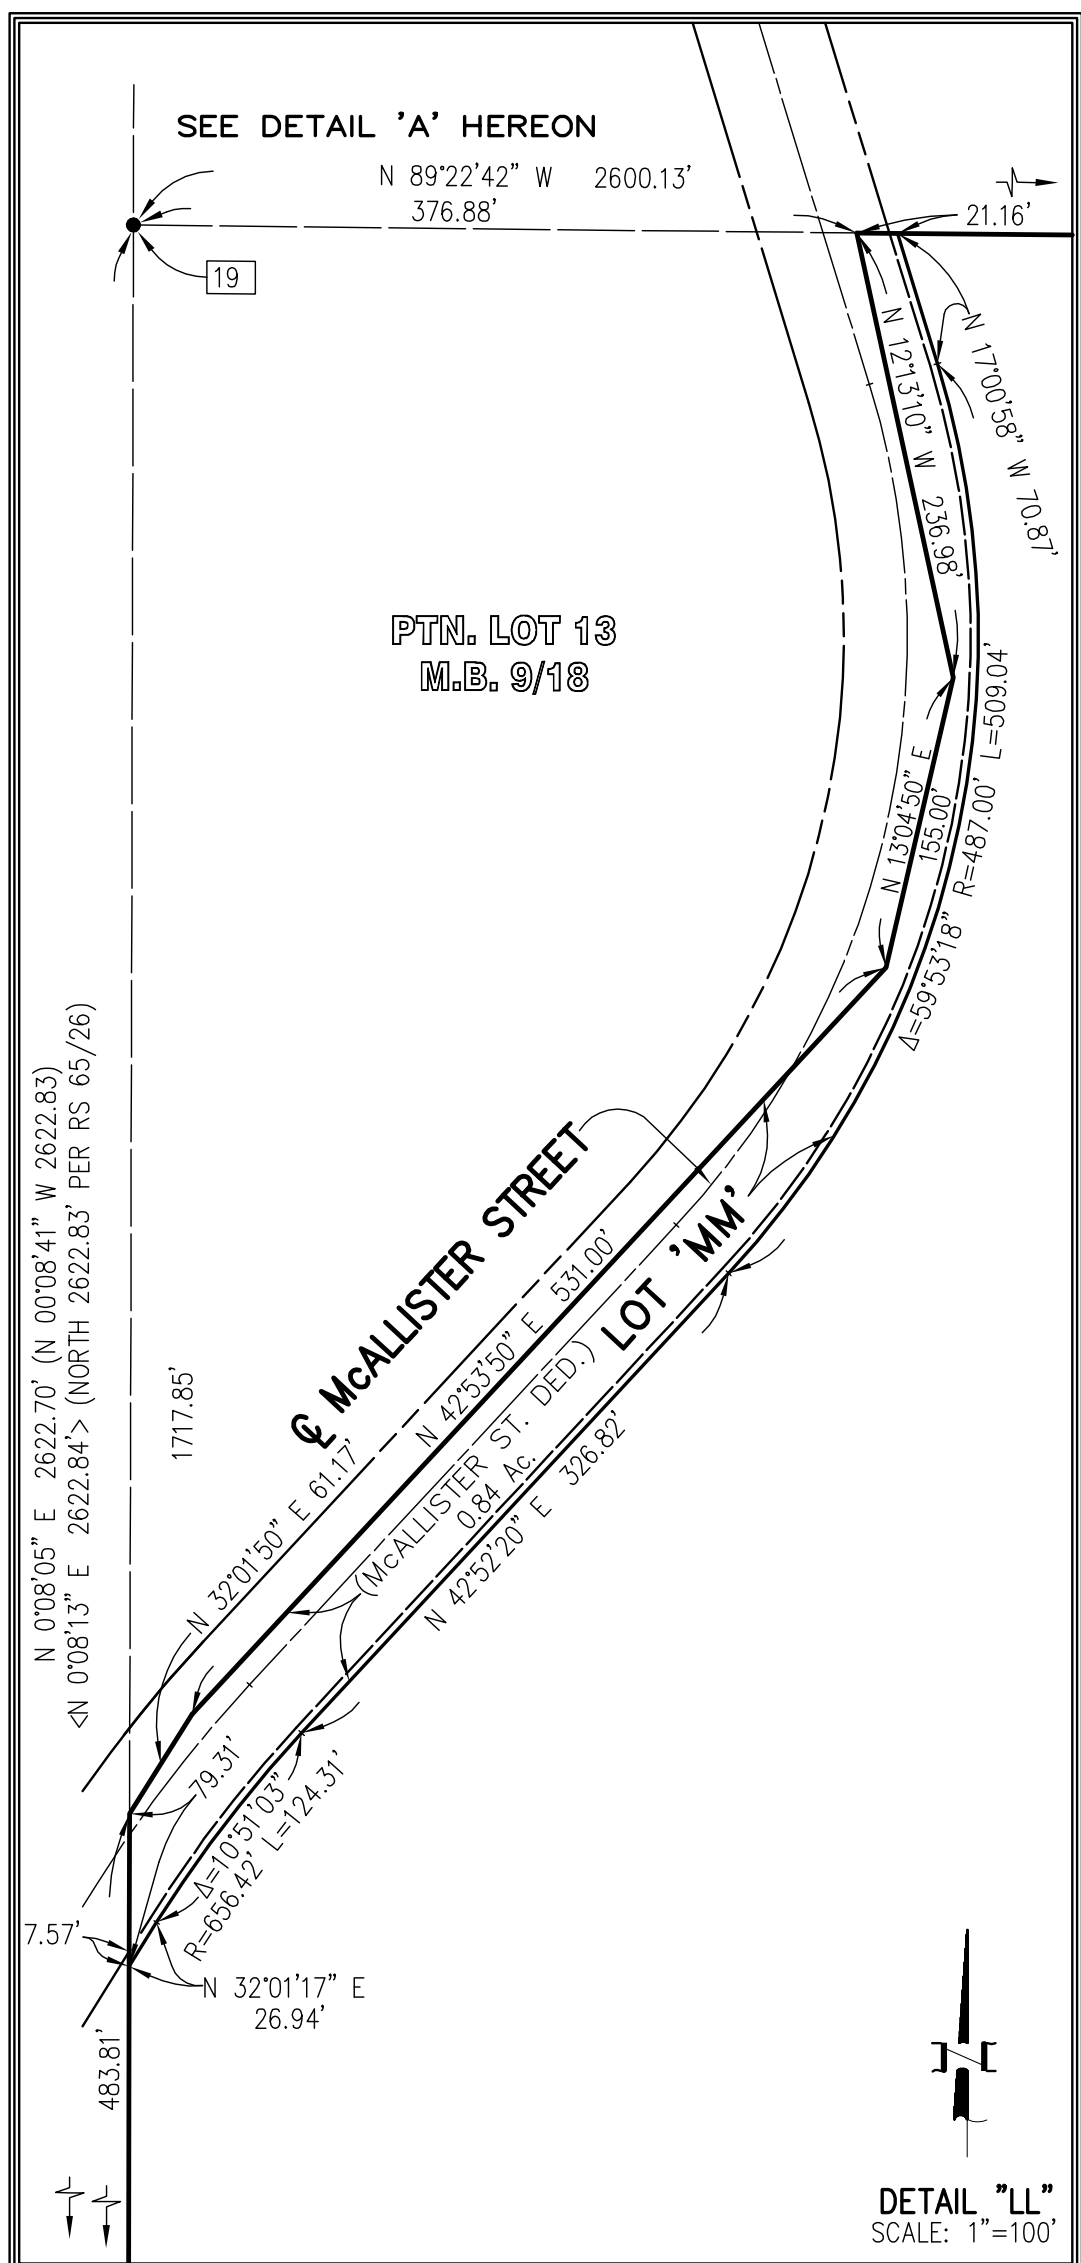 SEE DETAIL 'A' HEREON
N 89°22'42" W 2600.13'
376.88'
21.16'
19
N 12°13'10" W 236.98'
N 17°00'58" W 70.87'
PTN. LOT 13
M.B. 9/18
N 13°04'50" E
155.00'
Δ=59°53'18" R=487.00' L=509.04'
N 0°08'05" E 2622.70' (N 00°08'41" W 2622.83)
<N 0°08'13" E 2622.84'> (NORTH 2622.83' PER RS 65/26)
1717.85'
℄ McALLISTER STREET
LOT 'MM'
N 42°53'50" E 531.00'
(McALLISTER ST. DED.)
0.84 Ac.
N 42°52'20" E 326.82'
N 32°01'50" E 61.17'
79.31'
Δ=10°51'03"
R=656.42' L=124.31'
7.57'
N 32°01'17" E
26.94'
483.81'
DETAIL "LL"
SCALE: 1"=100'